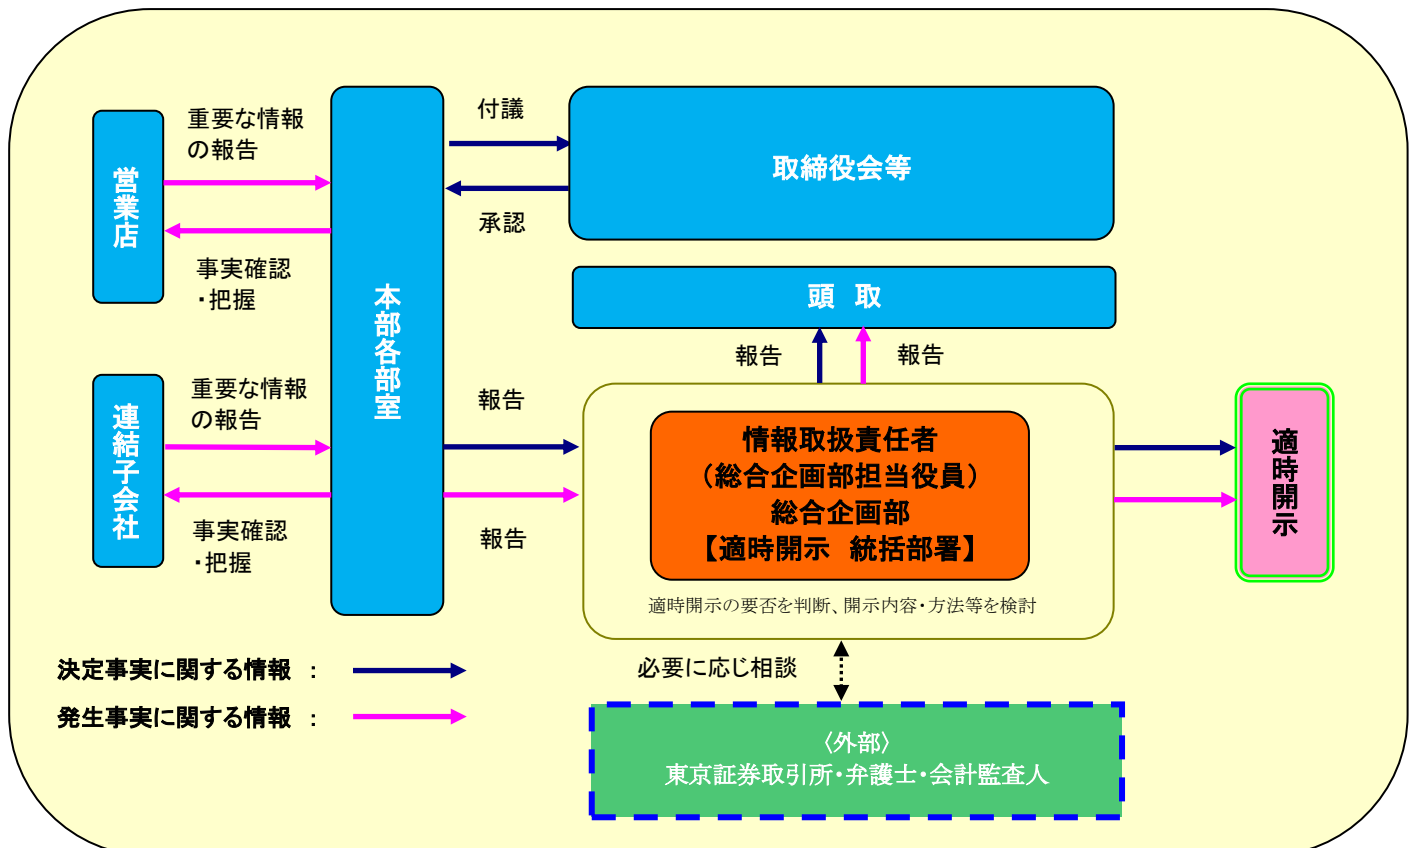 営業店
重要な情報
の報告
事実確認
・把握
連結子会社
重要な情報
の報告
事実確認
・把握
本部各部室
付議
承認
取締役会等
頭　取
報告
報告
報告
報告
情報取扱責任者
（総合企画部担当役員）
総合企画部
【適時開示　統括部署】
適時開示の要否を判断、開示内容・方法等を検討
適時開示
必要に応じ相談
〈外部〉
東京証券取引所・弁護士・会計監査人
決定事実に関する情報　：
発生事実に関する情報　：